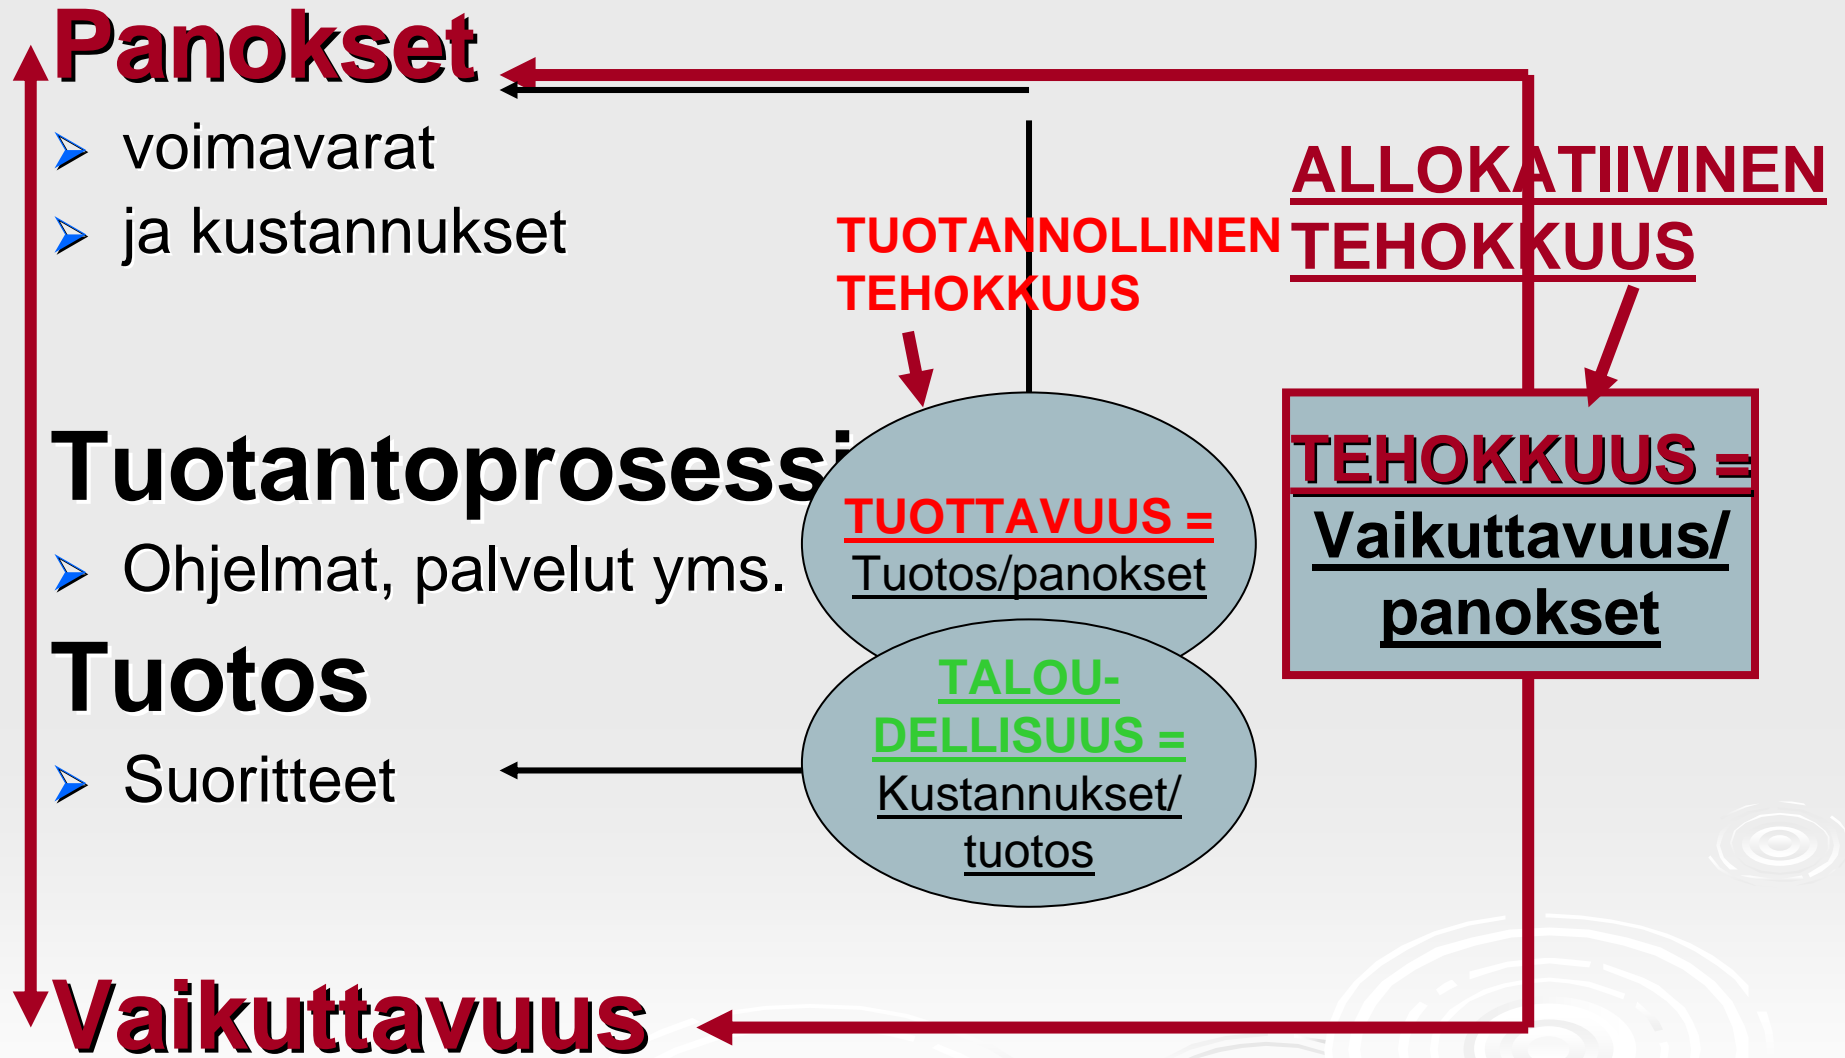 Panokset
voimavarat
ja kustannukset
Tuotantoprosessi
Ohjelmat, palvelut yms.
Tuotos
Suoritteet
Vaikuttavuus
TUOTANNOLLINEN
TEHOKKUUS
TUOTTAVUUS =
Tuotos/panokset
TALOU-
DELLISUUS =
Kustannukset/
tuotos
ALLOKATIIVINEN
TEHOKKUUS
TEHOKKUUS =
Vaikuttavuus/
panokset